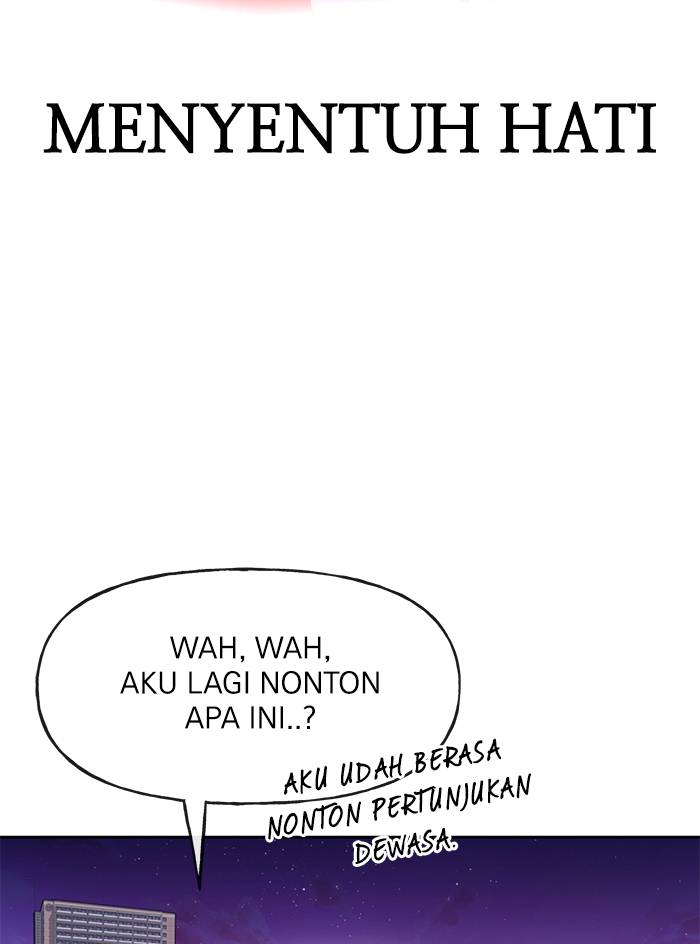 MENYENTUH HATI
WAH, WAH,
AKU LAGI NONTON
APA INI..?
AKU UDAH BERASA
NONTON PERTUNJUKAN
DEWASA.